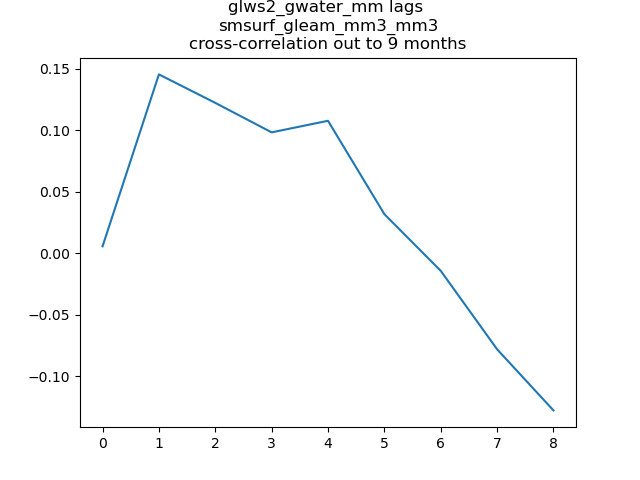 glws2_gwater_mm lags
smsurf_gleam_mm3_mm3
cross-correlation out to 9 months
0.15
0.10
0.05
0.00
−0.05
−0.10
0 1 2 3 4 5 6 7 8